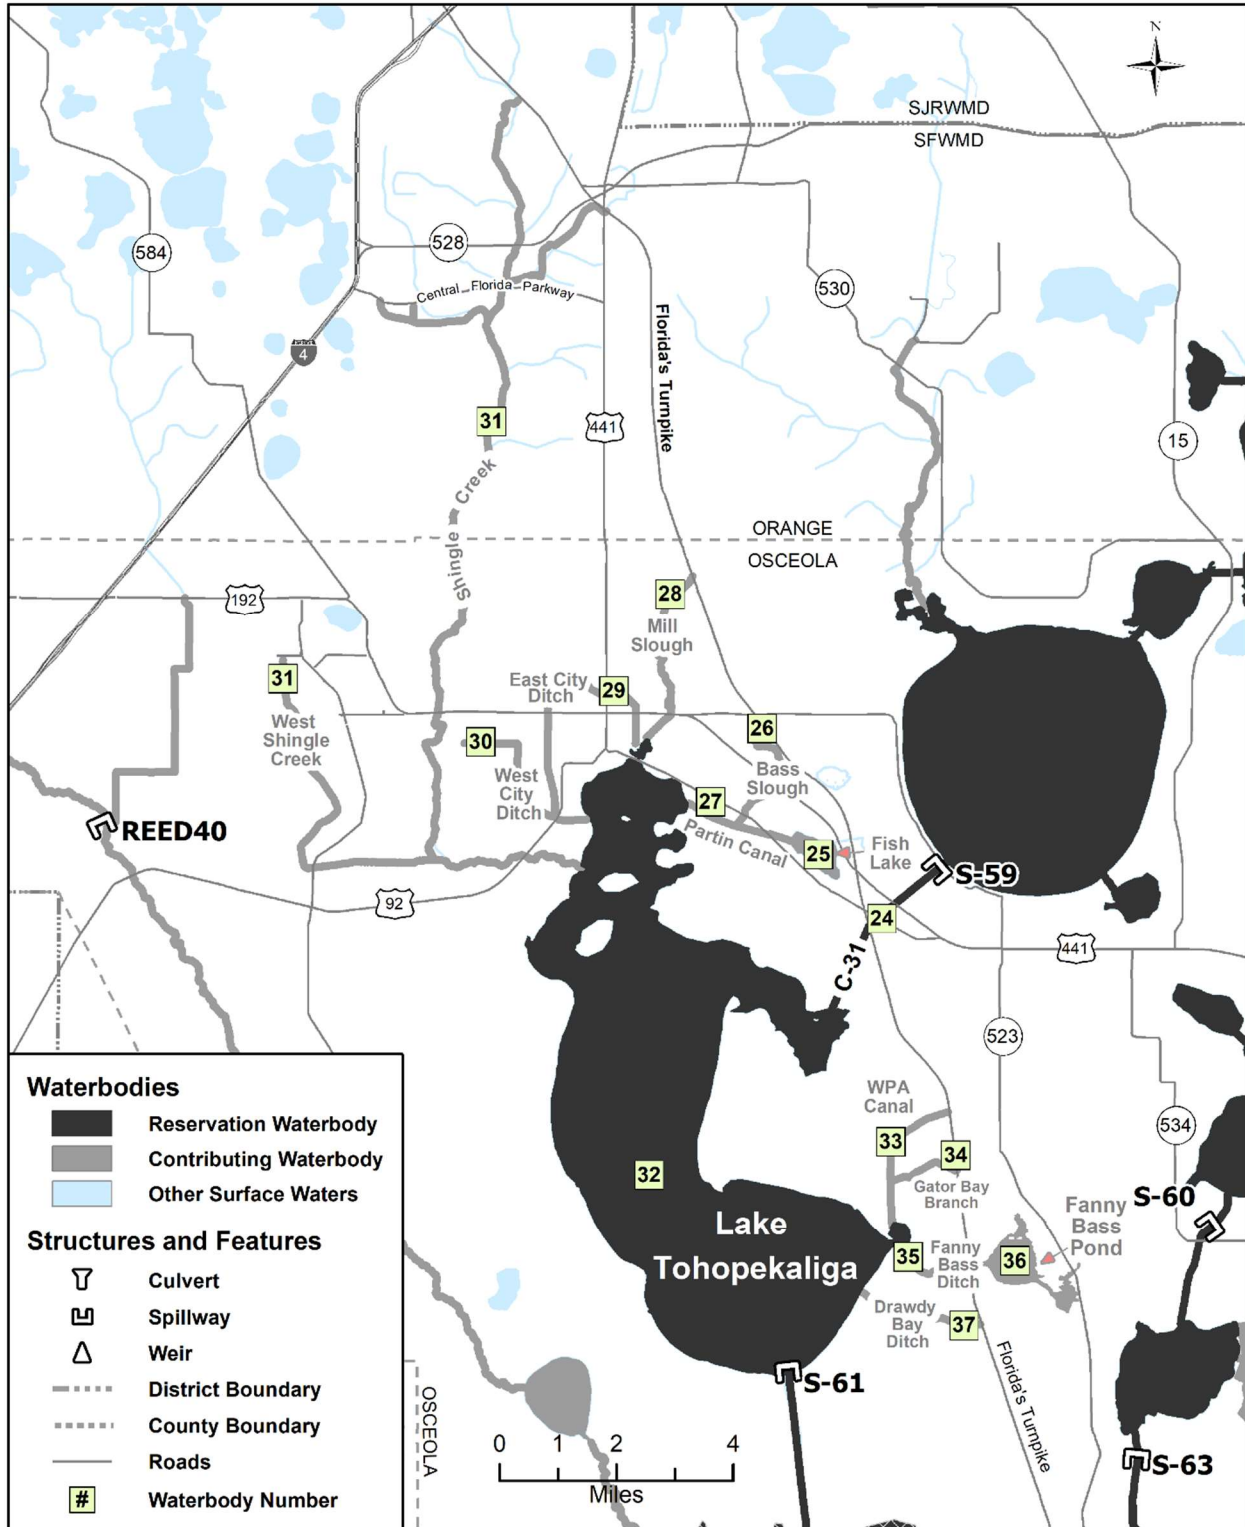 N
SJRWMD
SFWMD
584
528
Central Florida Parkway
530
Florida's Turnpike
4
31
441
15
Shingle Creek
ORANGE
OSCEOLA
192
28
Mill
Slough
31
West
Shingle
Creek
East City
Ditch
29
30
West
City
Ditch
26
Bass
Slough
27
Partin Canal
25
Fish
Lake
REED40
S-59
92
24
441
C-31
523
WPA
Canal
33
34
Gator Bay
Branch
534
S-60
32
Lake
Tohopekaliga
35
Fanny
Bass
Ditch
36
Fanny
Bass
Pond
Drawdy
Bay
Ditch
37
Florida's Turnpike
S-61
S-63
OSCEOLA
0 1 2 4
Miles
Waterbodies
Reservation Waterbody
Contributing Waterbody
Other Surface Waters
Structures and Features
Culvert
Spillway
Weir
District Boundary
County Boundary
Roads
# Waterbody Number